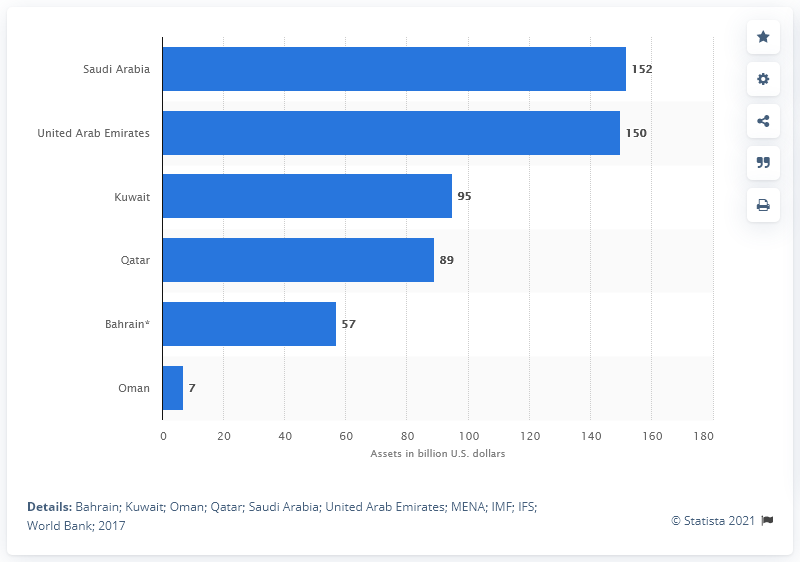 Saudi Arabia 152
United Arab Emirates 150
Kuwait 95
Qatar 89
Bahrain* 57
Oman 7
0 20 40 60 80 100 120 140 160 180
Assets in billion U.S. dollars
Details: Bahrain; Kuwait; Oman; Qatar; Saudi Arabia; United Arab Emirates; MENA; IMF; IFS;
World Bank; 2017
© Statista 2021